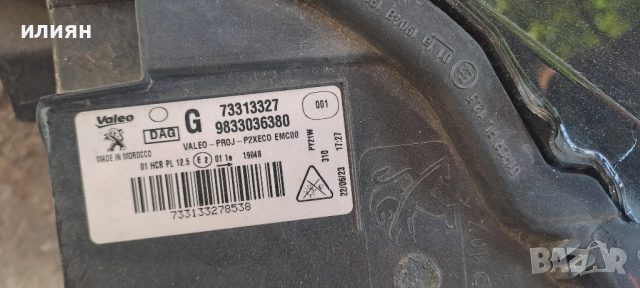 илиян
Valeo
DAG
G
73313327
9833036380
001
VALEO-PROJ-P2XECO EMC00
MADE IN MOROCCO
01 HCR PL 12.5 E2 01 1a 19048
733133278538
PY21W
310
22/06/23 17:27
BAZAR